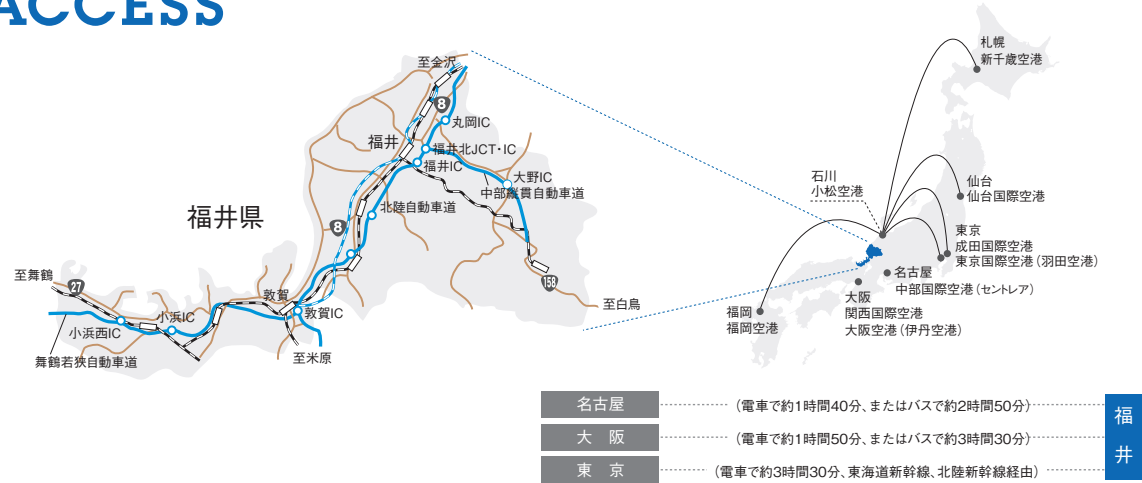 ACCESS
至金沢
8
丸岡IC
福井
福井北JCT・IC
福井IC
大野IC
中部縦貫自動車道
北陸自動車道
福井県
8
158
至舞鶴
27
敦賀
至白鳥
小浜IC
敦賀IC
小浜西IC
至米原
舞鶴若狭自動車道
札幌
新千歳空港
石川
小松空港
仙台
仙台国際空港
東京
成田国際空港
東京国際空港（羽田空港）
名古屋
中部国際空港（セントレア）
大阪
関西国際空港
大阪空港（伊丹空港）
福岡
福岡空港
名古屋 （電車で約1時間40分、またはバスで約2時間50分）
大　阪 （電車で約1時間50分、またはバスで約3時間30分）
東　京 （電車で約3時間30分、東海道新幹線、北陸新幹線経由）
福井